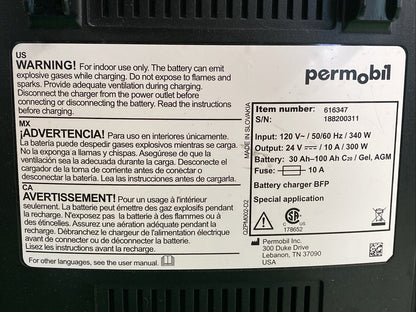 US
WARNING! For indoor use only. The battery can emit
explosive gases while charging. Do not expose to flames and
sparks. Provide adequate ventilation during charging.
Disconnect the charger from the power outlet before
connecting or disconnecting the battery. Read the instructions
before charging.
MX
¡ADVERTENCIA! Para uso en interiores únicamente.
La batería puede despedir gases explosivos mientras se carga.
No la exponga a llamas y chispas. Asegúrese de que la
ventilación sea la adecuada durante la carga. Desconecte el
cargador de la toma de corriente antes de conectar o
desconectar la batería. Lea las instrucciones antes de cargarla.
CA
AVERTISSEMENT! Pour un usage à l'intérieur
seulement. La batterie peut émettre des gaz explosifs pendant
la charge. N'exposez pas la batterie à des flammes ou à des
étincelles. Assurez une aération adéquate pendant la recharge.
Débranchez le chargeur de l'alimentation électrique
avant de connecter ou de déconnecter la batterie.
Lisez les instructions avant la charge.
For other languages, see the user manual.
MADE IN SLOVAKIA
QZPM002-D2
permobil
Item number: 616347
S/N: 188200311
Input: 120 V~ / 50/60 Hz / 340 W
Output: 24 V⎓ / 10 A / 300 W
Battery: 30 Ah–100 Ah C₂₀ / Gel, AGM
Fuse: 10 A
Battery charger BFP
Special application
178652
Permobil Inc.
300 Duke Drive
Lebanon, TN 37090
USA